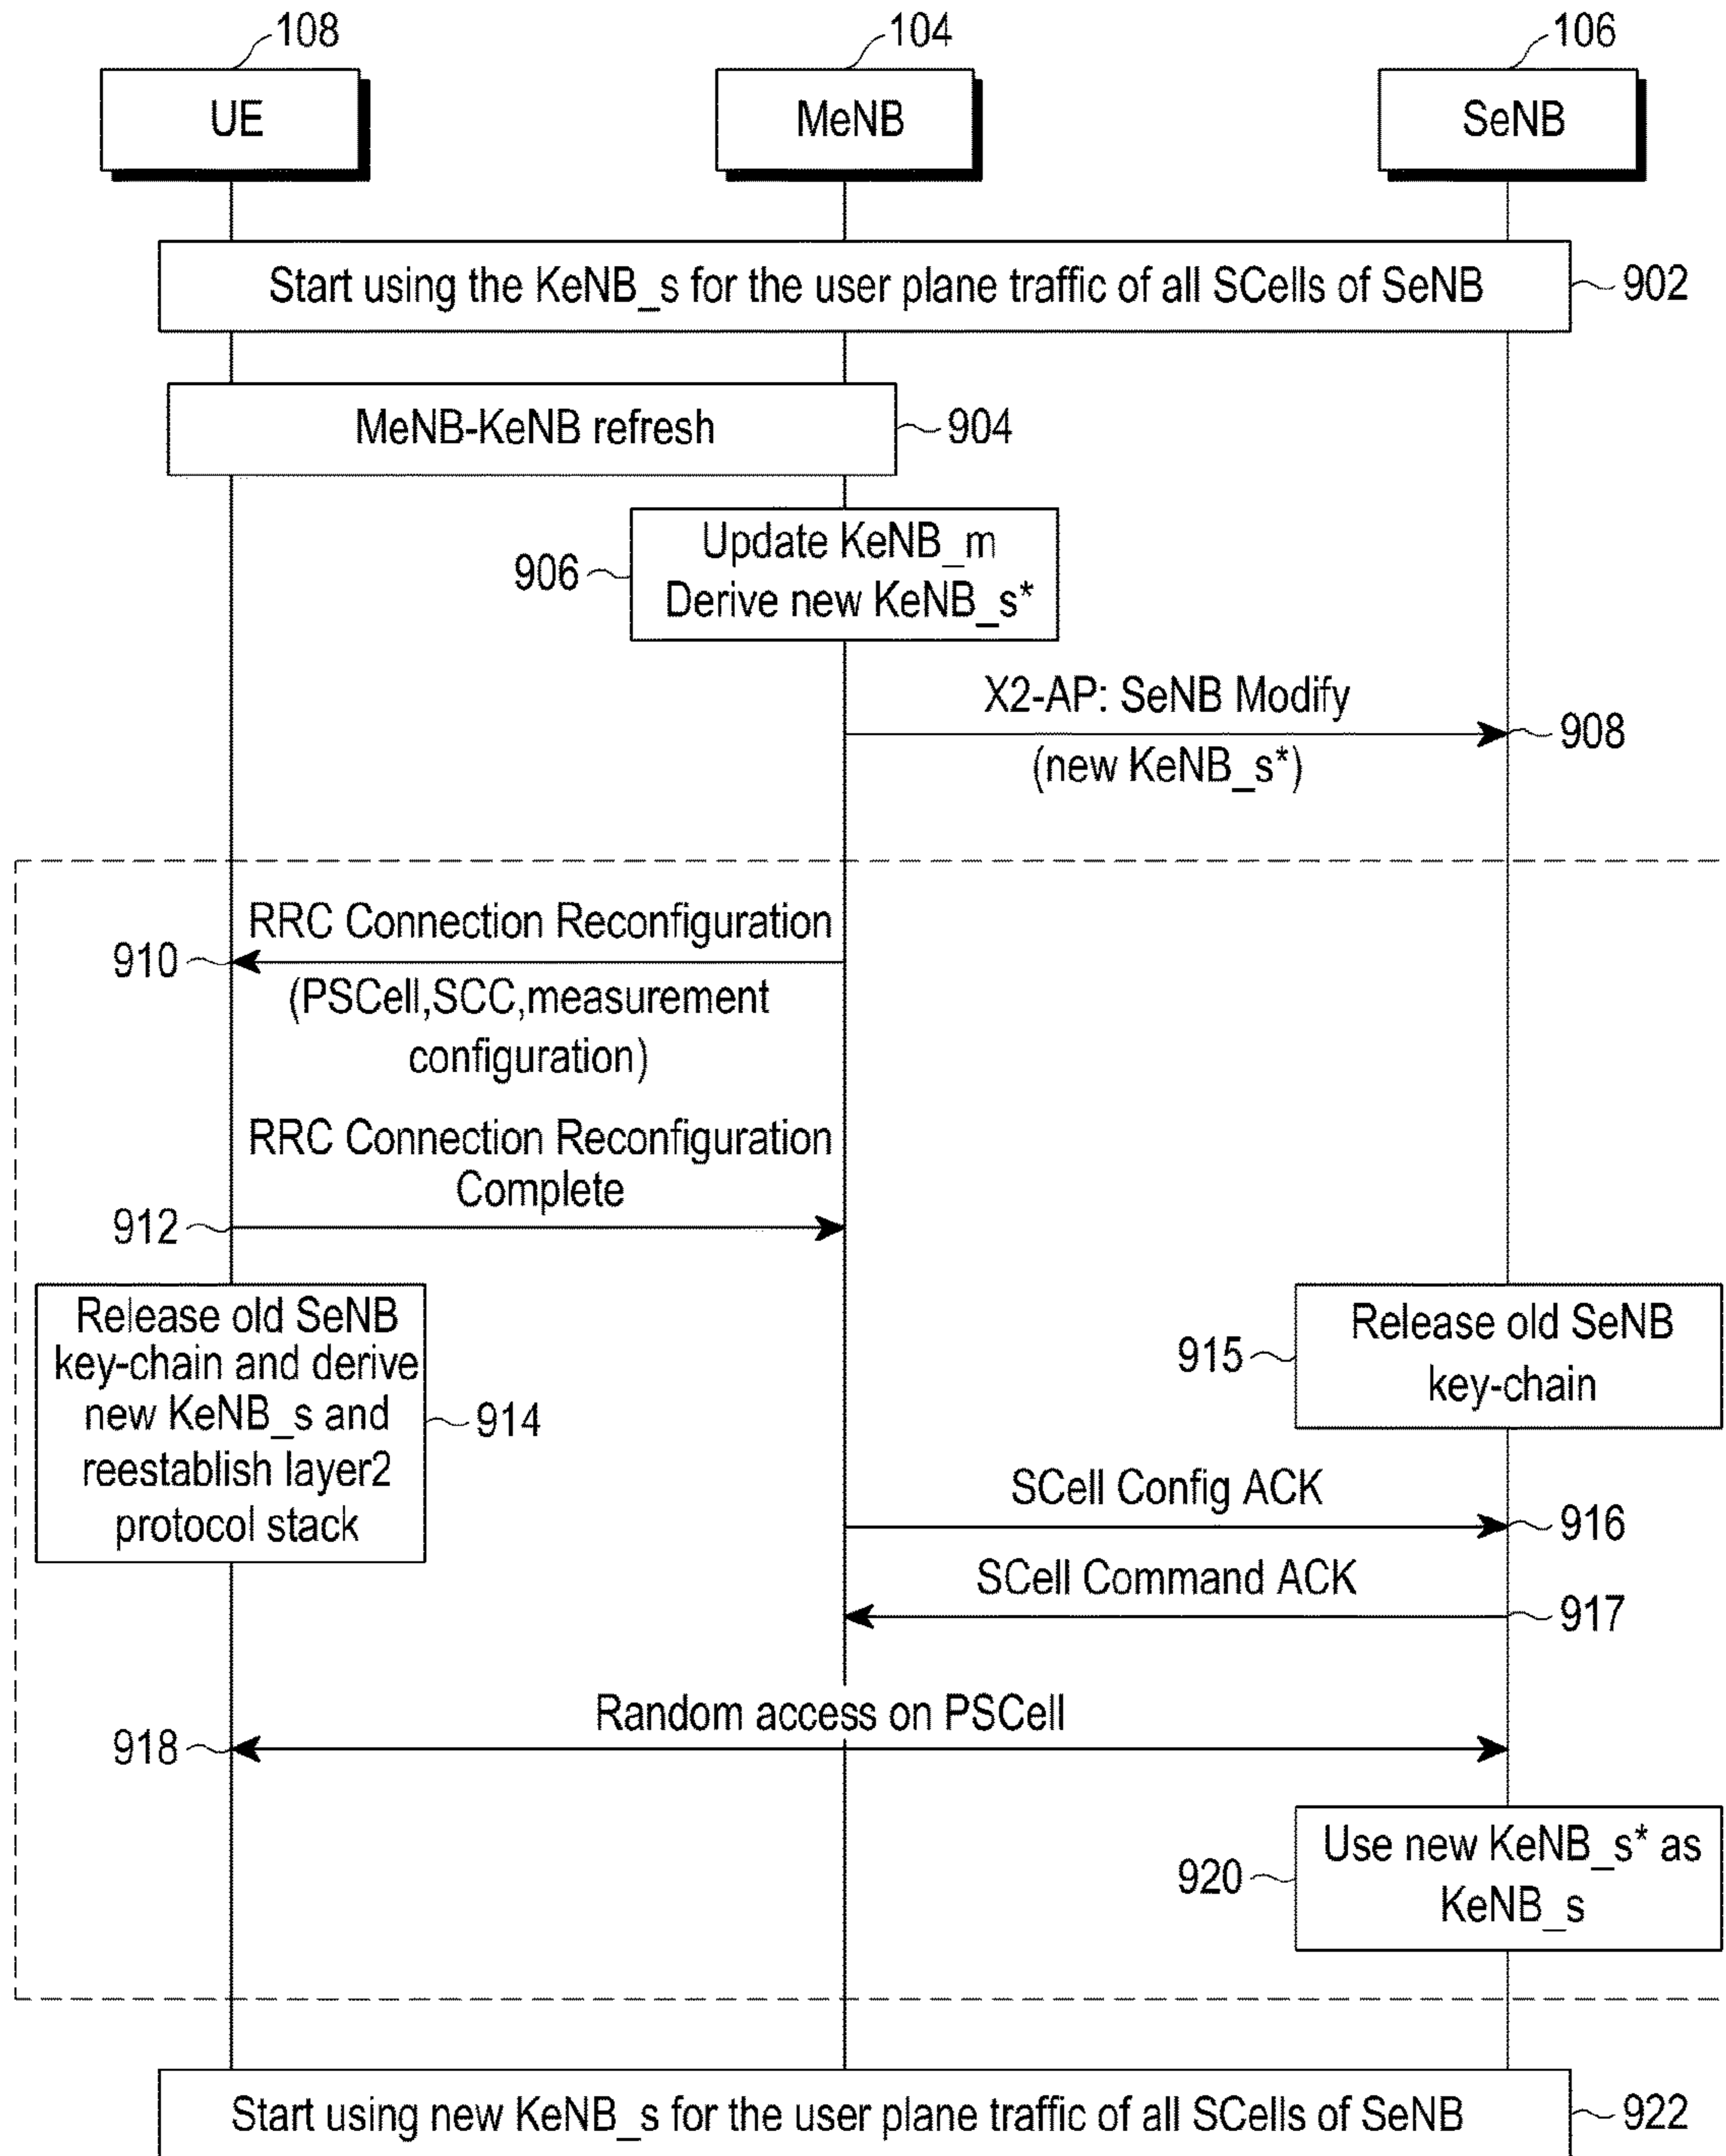 108
104
106
UE
MeNB
SeNB
Start using the KeNB_s for the user plane traffic of all SCells of SeNB
902
MeNB-KeNB refresh
904
906
Update KeNB_m
Derive new KeNB_s*
X2-AP: SeNB Modify
(new KeNB_s*)
908
RRC Connection Reconfiguration
910
(PSCell,SCC,measurement
configuration)
RRC Connection Reconfiguration
Complete
912
Release old SeNB
key-chain and derive
new KeNB_s and
reestablish layer2
protocol stack
914
915
Release old SeNB
key-chain
SCell Config ACK
916
SCell Command ACK
917
Random access on PSCell
918
920
Use new KeNB_s* as
KeNB_s
Start using new KeNB_s for the user plane traffic of all SCells of SeNB
922